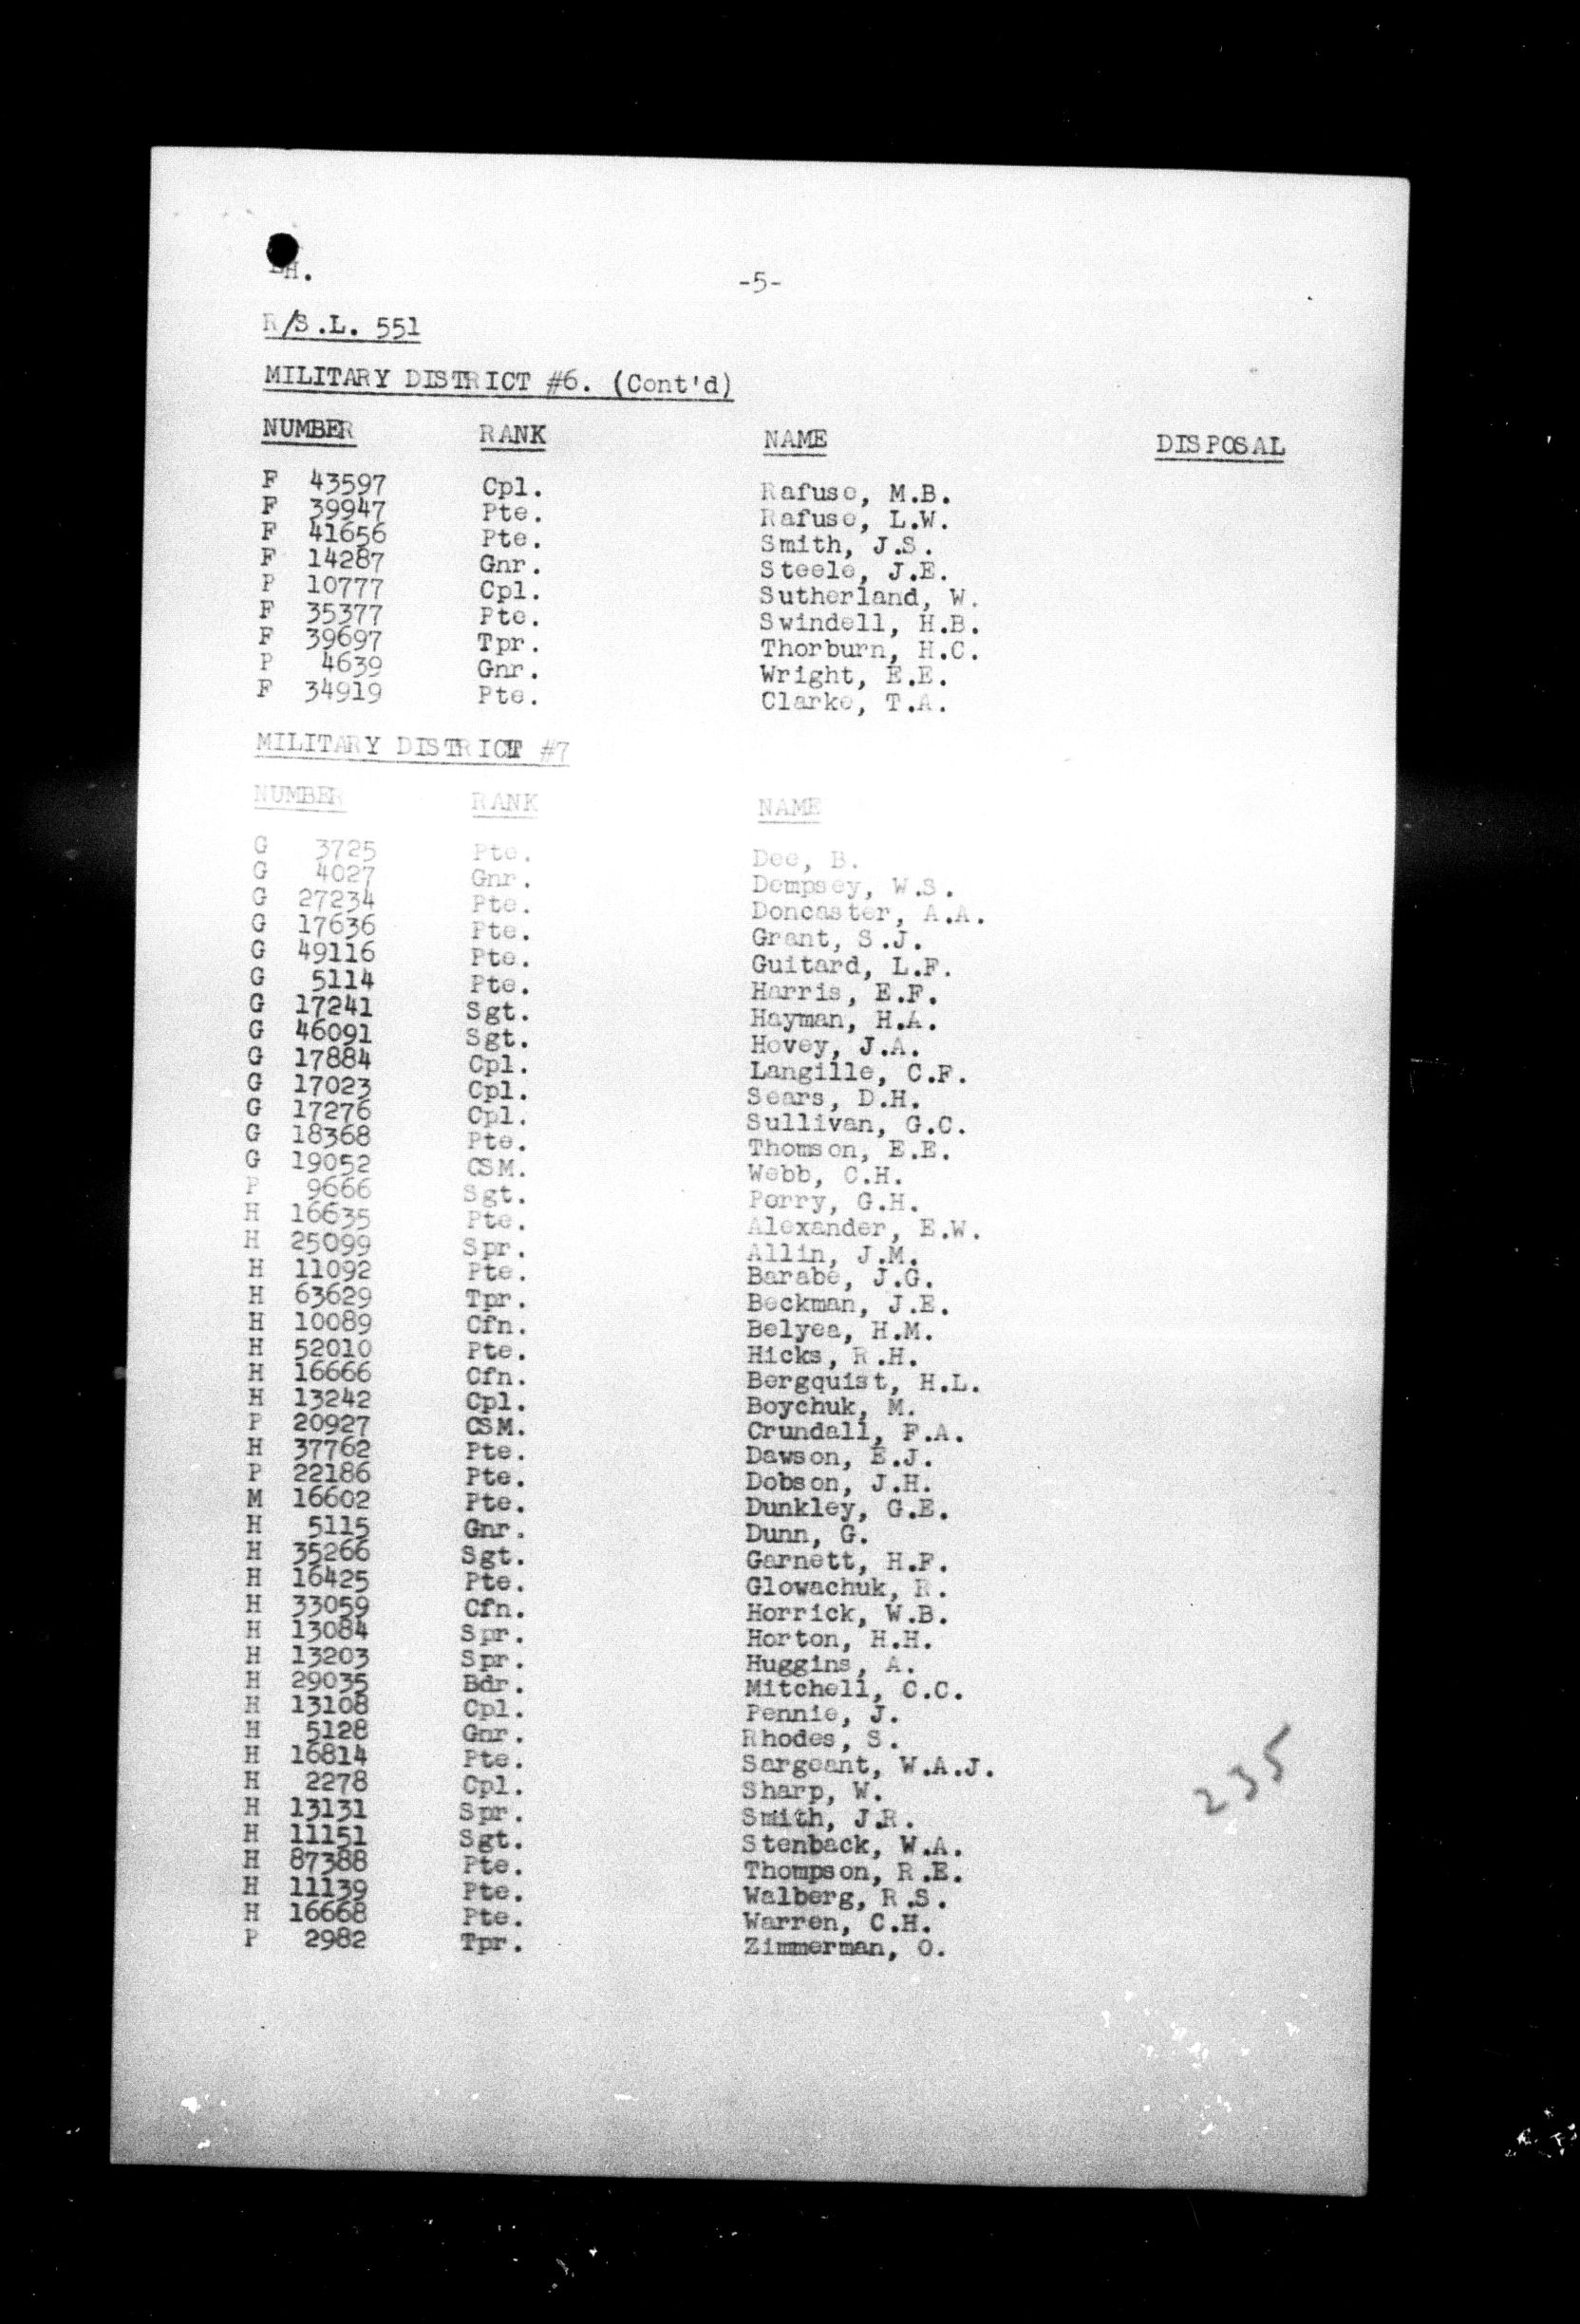 H.
-5-
R/S.L. 551
MILITARY DISTRICT #6. (Cont'd)
NUMBER RANK NAME DISPOSAL
F 43597 Cpl. Rafuse, M.B.
F 39947 Pte. Rafuse, L.W.
F 41656 Pte. Smith, J.S.
F 14287 Gnr. Steele, J.E.
P 10777 Cpl. Sutherland, W.
F 35377 Pte. Swindell, H.B.
F 39697 Tpr. Thorburn, H.C.
P 4639 Gnr. Wright, E.E.
F 34919 Pte. Clarke, T.A.
MILITARY DISTRICT #7
NUMBER RANK NAME
G 3725 Pte. Dee, B.
G 4027 Gnr. Dempsey, W.S.
G 27234 Pte. Doncaster, A.A.
G 17636 Pte. Grant, S.J.
G 49116 Pte. Guitard, L.F.
G 5114 Pte. Harris, E.F.
G 17241 Sgt. Hayman, H.A.
G 46091 Sgt. Hovey, J.A.
G 17884 Cpl. Langille, C.F.
G 17023 Cpl. Sears, D.H.
G 17276 Cpl. Sullivan, G.C.
G 18368 Pte. Thomson, E.E.
G 19052 CSM. Webb, C.H.
P 9666 Sgt. Perry, G.H.
H 16635 Pte. Alexander, E.W.
H 25099 Spr. Allin, J.M.
H 11092 Pte. Barabe, J.G.
H 63629 Tpr. Beckman, J.E.
H 10089 Cfn. Belyea, H.M.
H 52010 Pte. Hicks, R.H.
H 16666 Cfn. Bergquist, H.L.
H 13242 Cpl. Boychuk, M.
P 20927 CSM. Crundall, F.A.
H 37762 Pte. Dawson, E.J.
P 22186 Pte. Dobson, J.H.
M 16602 Pte. Dunkley, G.E.
H 5115 Gnr. Dunn, G.
H 35266 Sgt. Garnett, H.F.
H 16425 Pte. Glowachuk, R.
H 33059 Cfn. Horrick, W.B.
H 13084 Spr. Horton, H.H.
H 13203 Spr. Huggins, A.
H 29035 Bdr. Mitchell, C.C.
H 13108 Cpl. Pennie, J.
H 5128 Gnr. Rhodes, S.
H 16814 Pte. Sargeant, W.A.J.
H 2278 Cpl. Sharp, W.
H 13131 Spr. Smith, J.R.
H 11151 Sgt. Stenback, W.A.
H 87388 Pte. Thompson, R.E.
H 11139 Pte. Walberg, R.S.
H 16668 Pte. Warren, C.H.
P 2982 Tpr. Zimmerman, O.
235